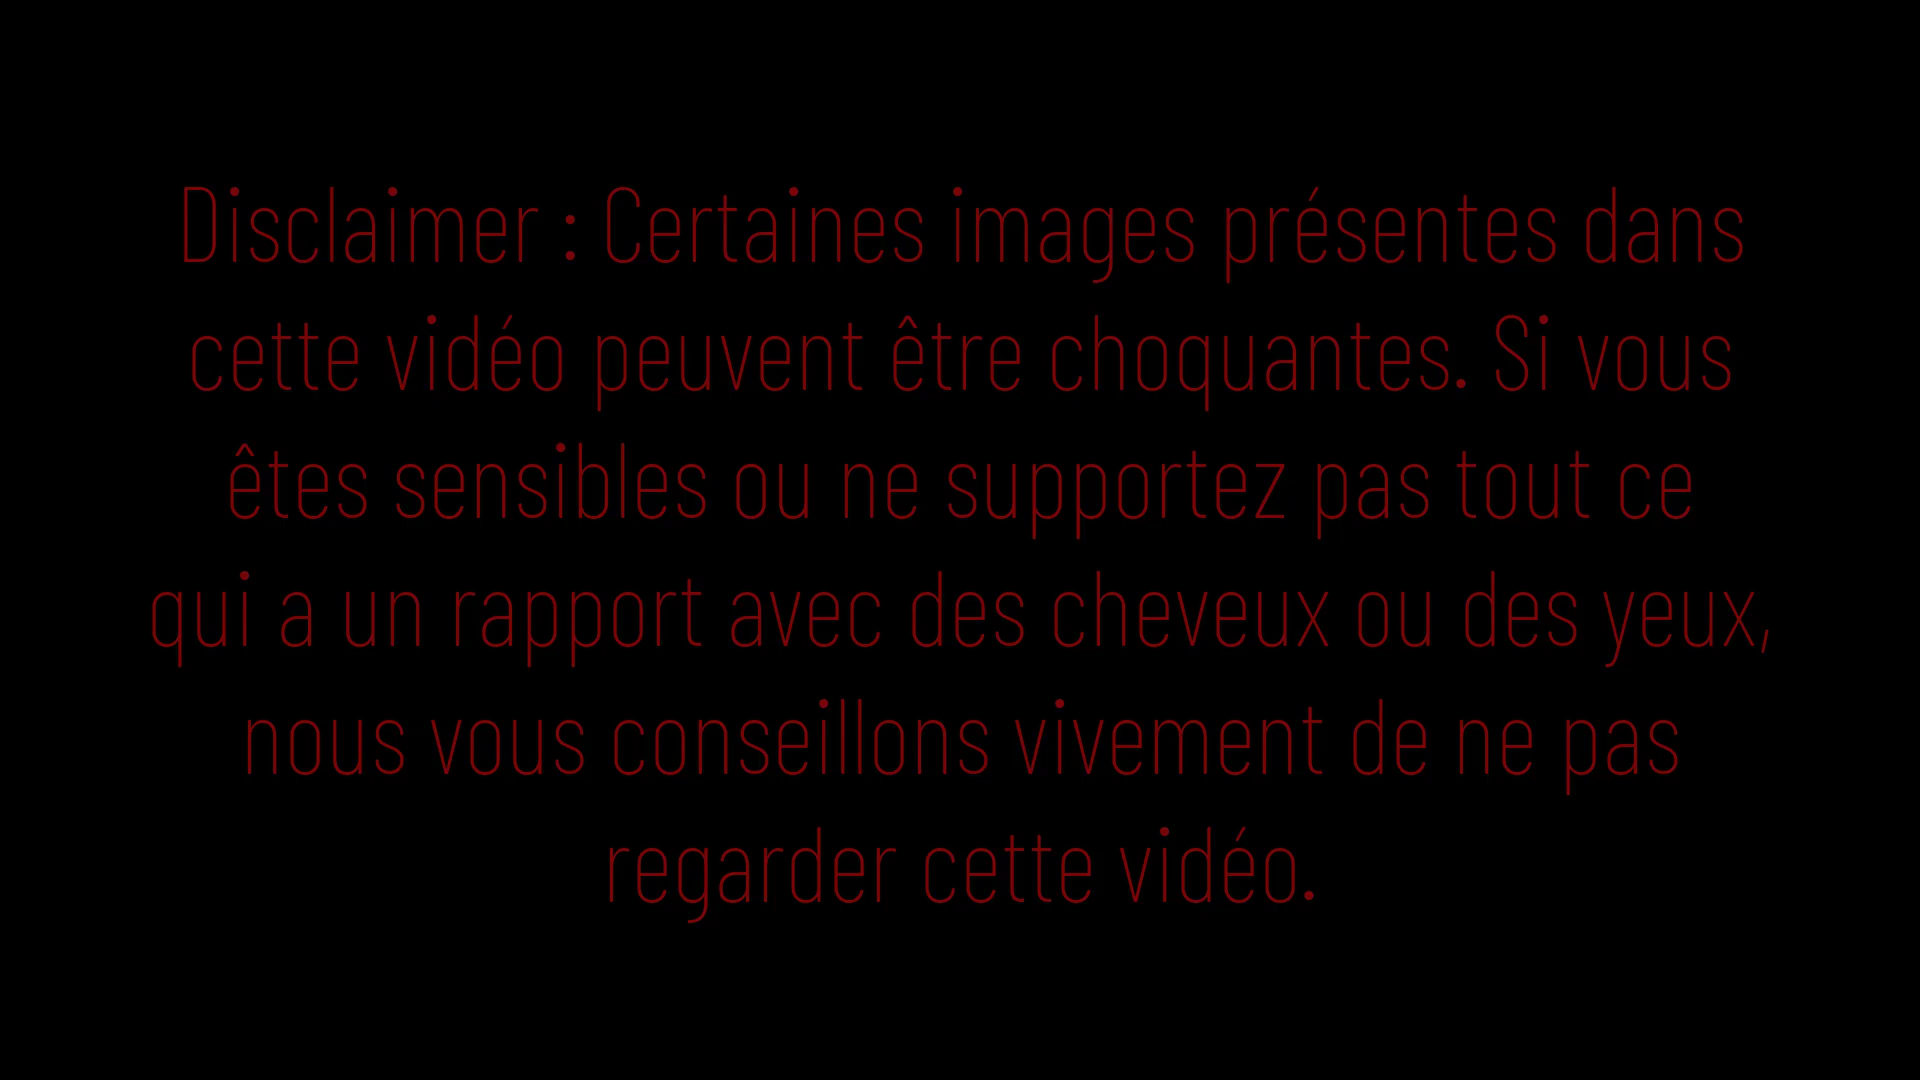 Disclaimer : Certaines images présentes dans
cette vidéo peuvent être choquantes. Si vous
êtes sensibles ou ne supportez pas tout ce
qui a un rapport avec des cheveux ou des yeux,
nous vous conseillons vivement de ne pas
regarder cette vidéo.